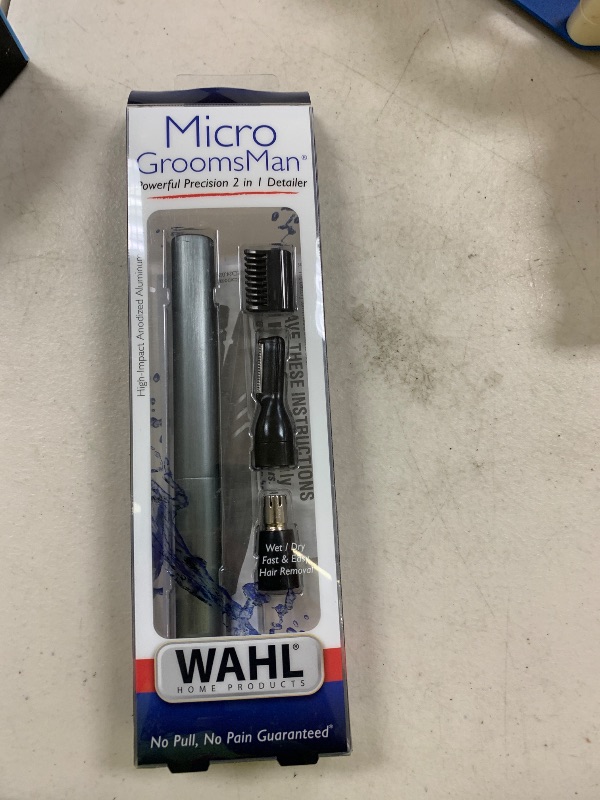 Micro
GroomsMan®
Powerful Precision 2 in 1 Detailer
High-Impact Anodized Aluminum
AVE THESE INSTRUCTIONS
Wet / Dry
Fast & Easy
Hair Removal
WAHL®
HOME PRODUCTS
No Pull, No Pain Guaranteed*